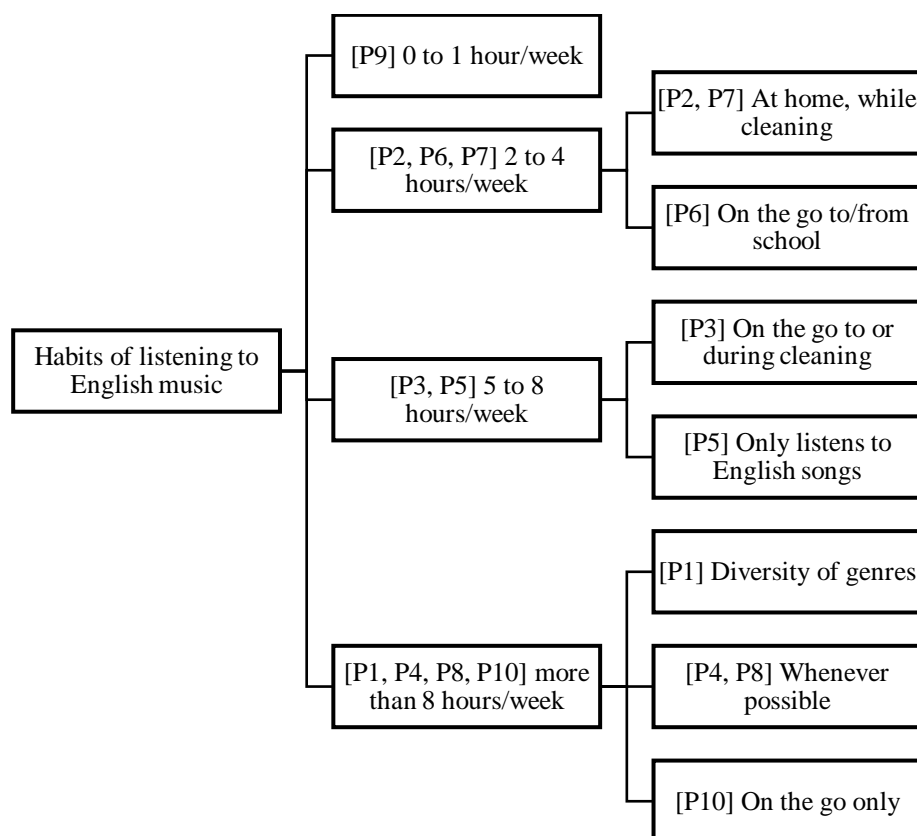 [P9] 0 to 1 hour/week
[P2, P7] At home, while
cleaning
[P2, P6, P7] 2 to 4
hours/week
[P6] On the go to/from
school
Habits of listening to
English music
[P3] On the go to or
during cleaning
[P3, P5] 5 to 8
hours/week
[P5] Only listens to
English songs
[P1] Diversity of genres
[P1, P4, P8, P10] more
than 8 hours/week
[P4, P8] Whenever
possible
[P10] On the go only